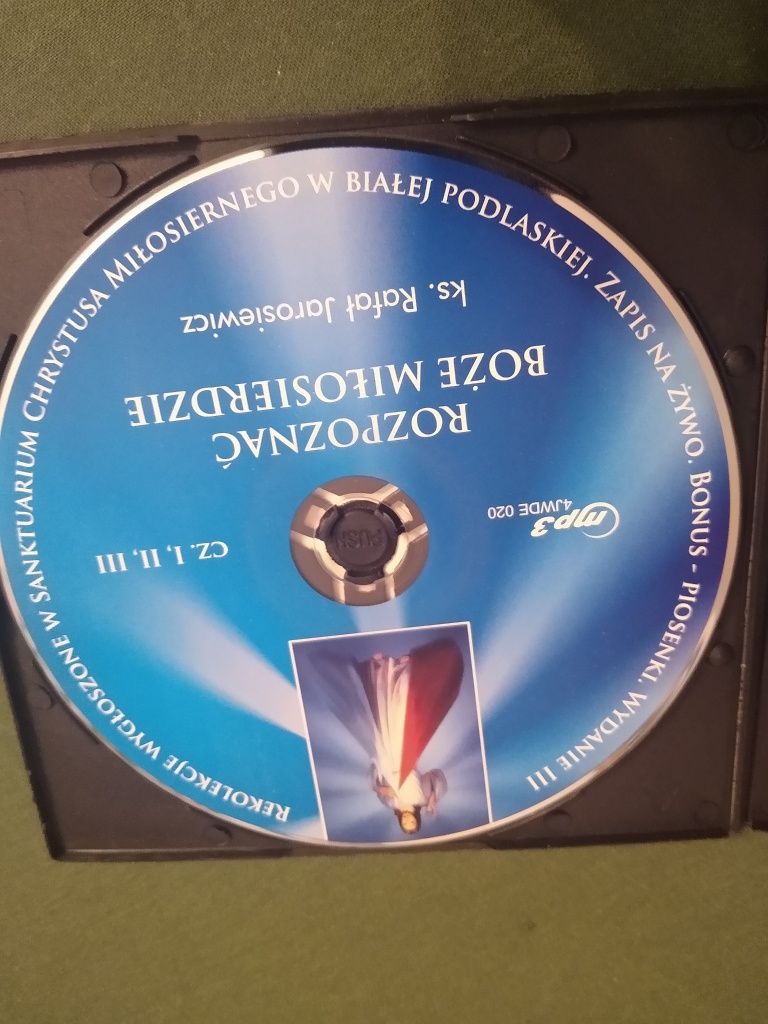 REKOLEKCJE WYGŁOSZONE W SANKTUARIUM CHRYSTUSA MIŁOSIERNEGO W BIAŁEJ PODLASKIEJ. ZAPIS NA ŻYWO. BONUS - PIOSENKI. WYDANIE III
CZ. I, II, III
mp3
4JWDE 020
ROZPOZNAĆ
BOŻE MIŁOSIERDZIE
ks. Rafał Jarosiewicz
PUSH